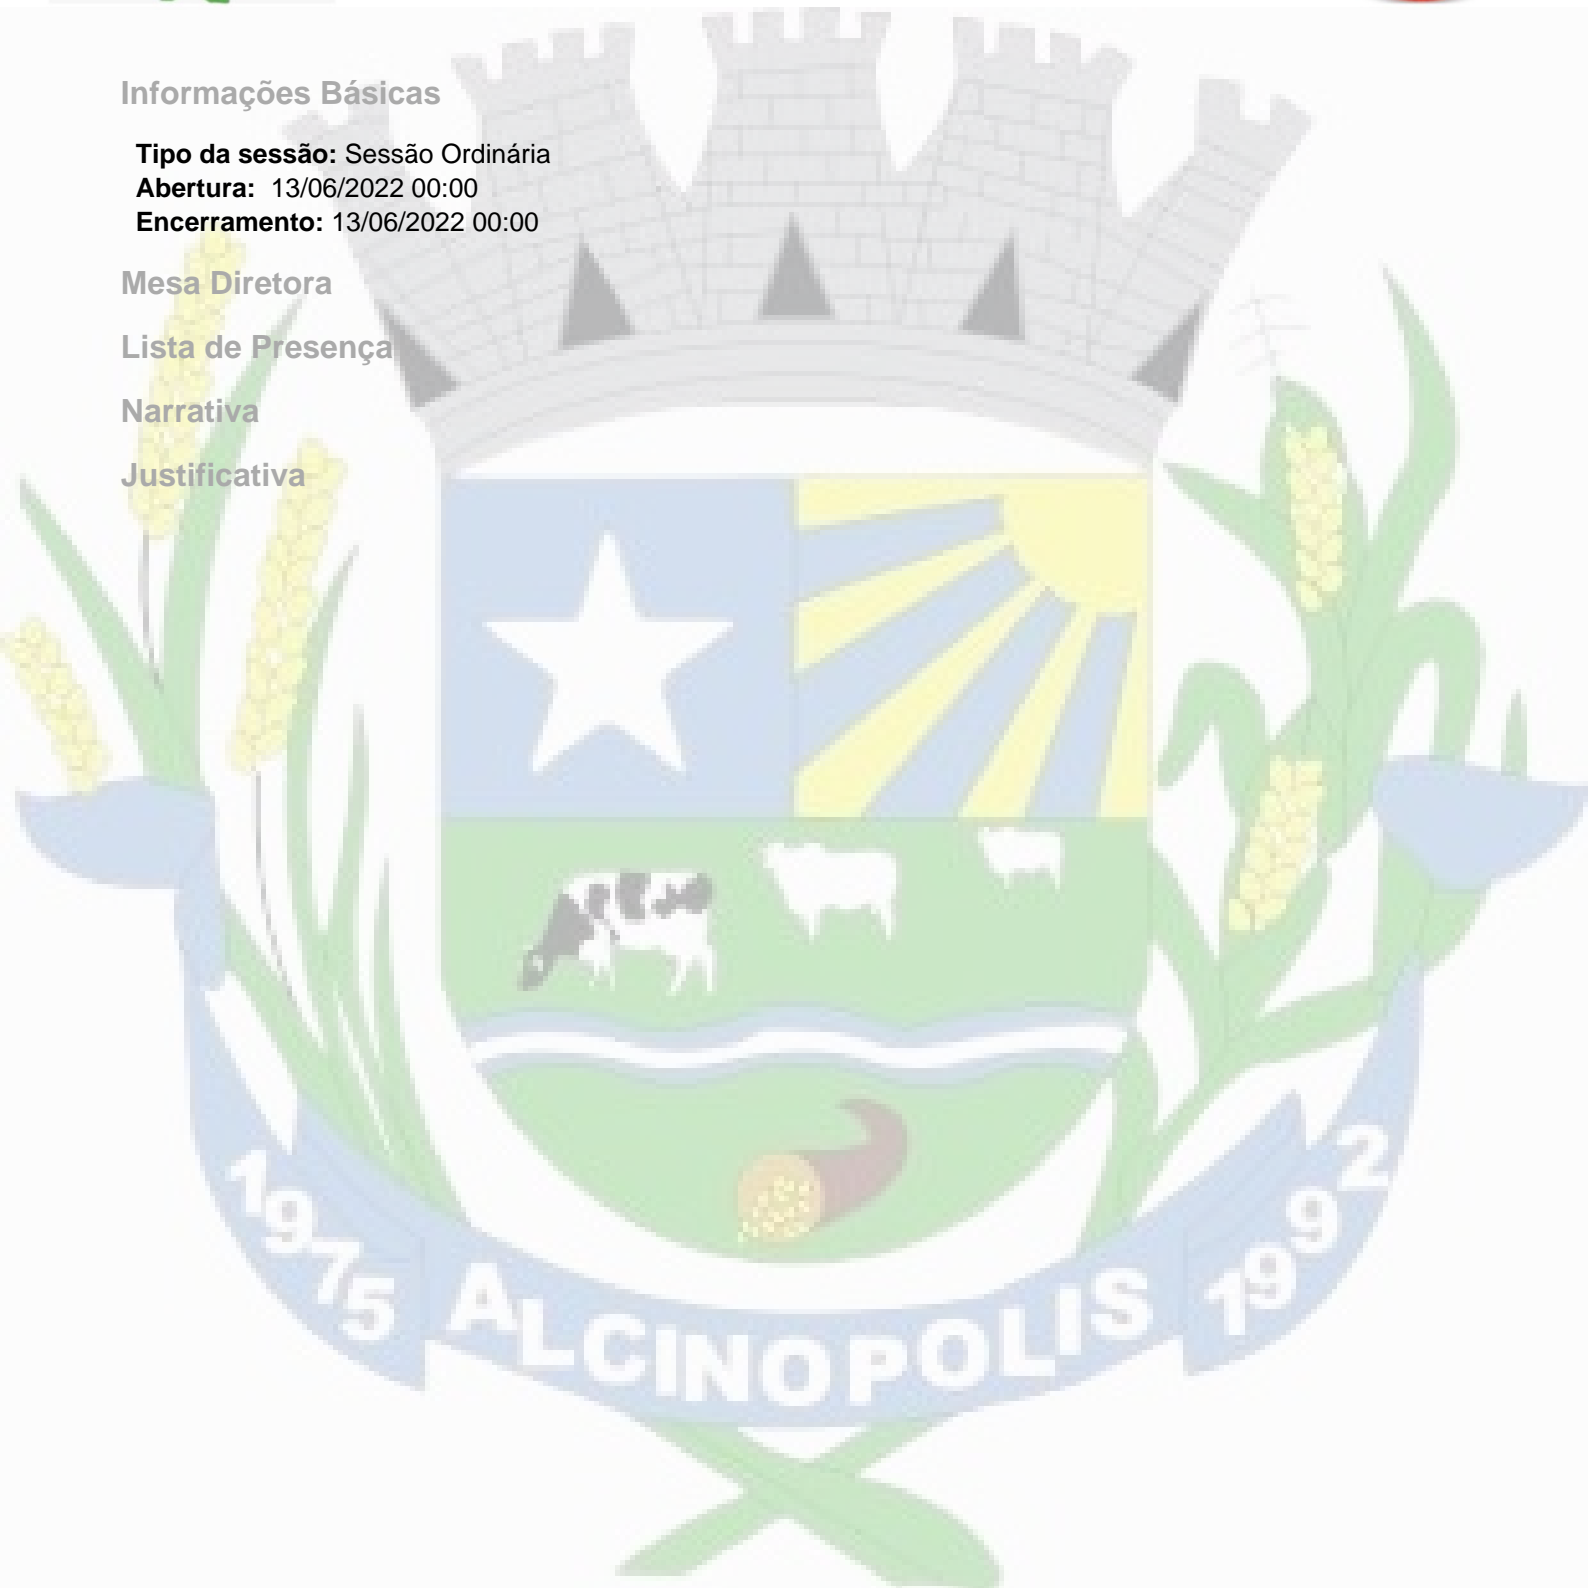 Informações Básicas
Tipo da sessão: Sessão Ordinária
Abertura: 13/06/2022 00:00
Encerramento: 13/06/2022 00:00
Mesa Diretora
Lista de Presença
Narrativa
Justificativa
1975 ALCINOPOLIS 1992